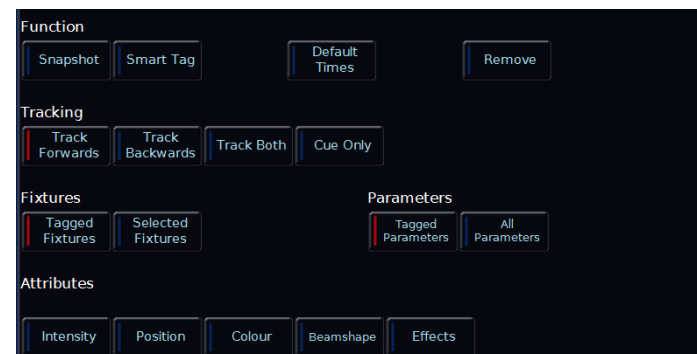 Function
Snapshot
Smart Tag
Default
Times
Remove
Tracking
Track
Forwards
Track
Backwards
Track Both
Cue Only
Fixtures
Parameters
Tagged
Fixtures
Selected
Fixtures
Tagged
Parameters
All
Parameters
Attributes
Intensity
Position
Colour
Beamshape
Effects